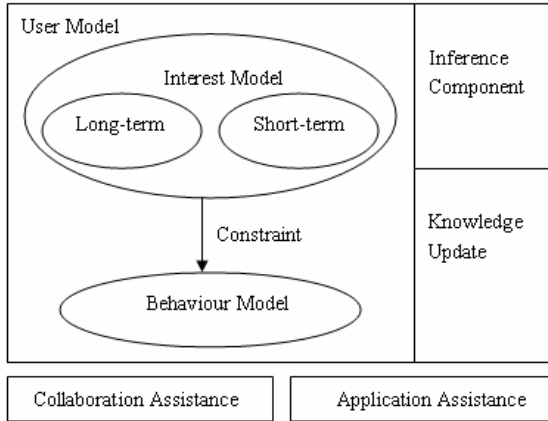 User Model
Interest Model
Long-term
Short-term
Constraint
Behaviour Model
Inference
Component
Knowledge
Update
Collaboration Assistance
Application Assistance